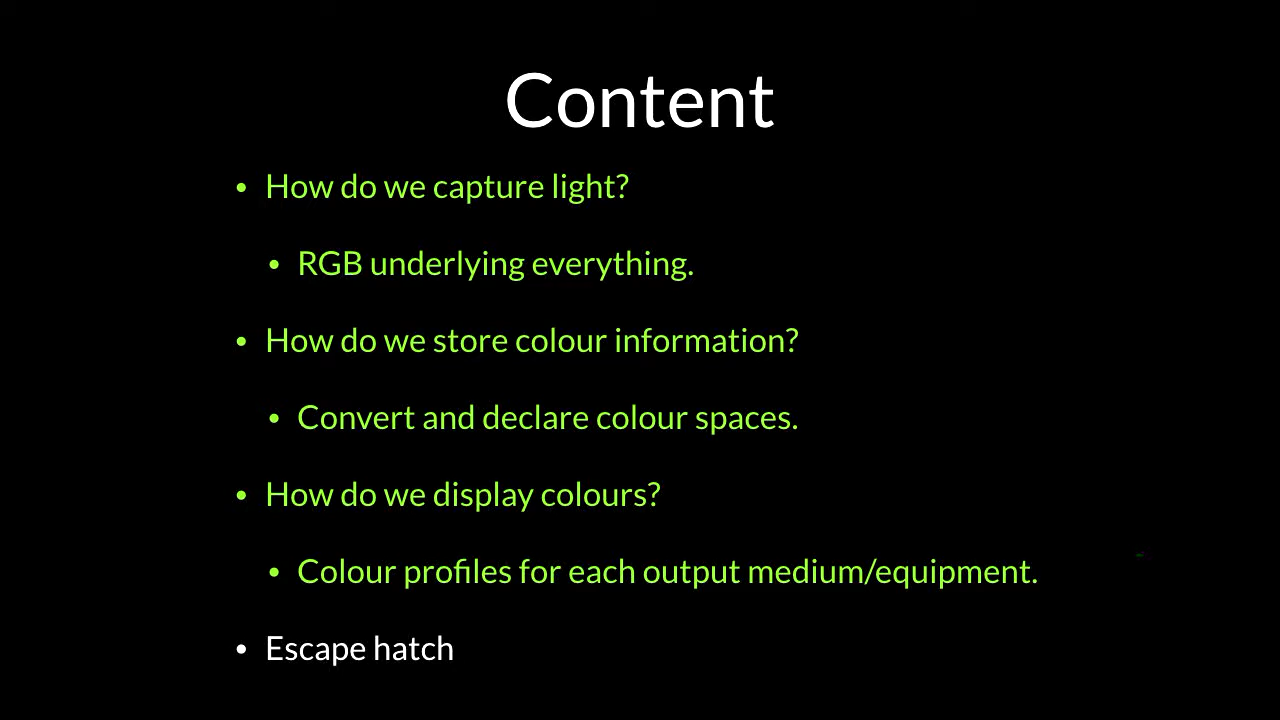 Content
• How do we capture light?
• RGB underlying everything.
• How do we store colour information?
• Convert and declare colour spaces.
• How do we display colours?
• Colour profiles for each output medium/equipment.
• Escape hatch